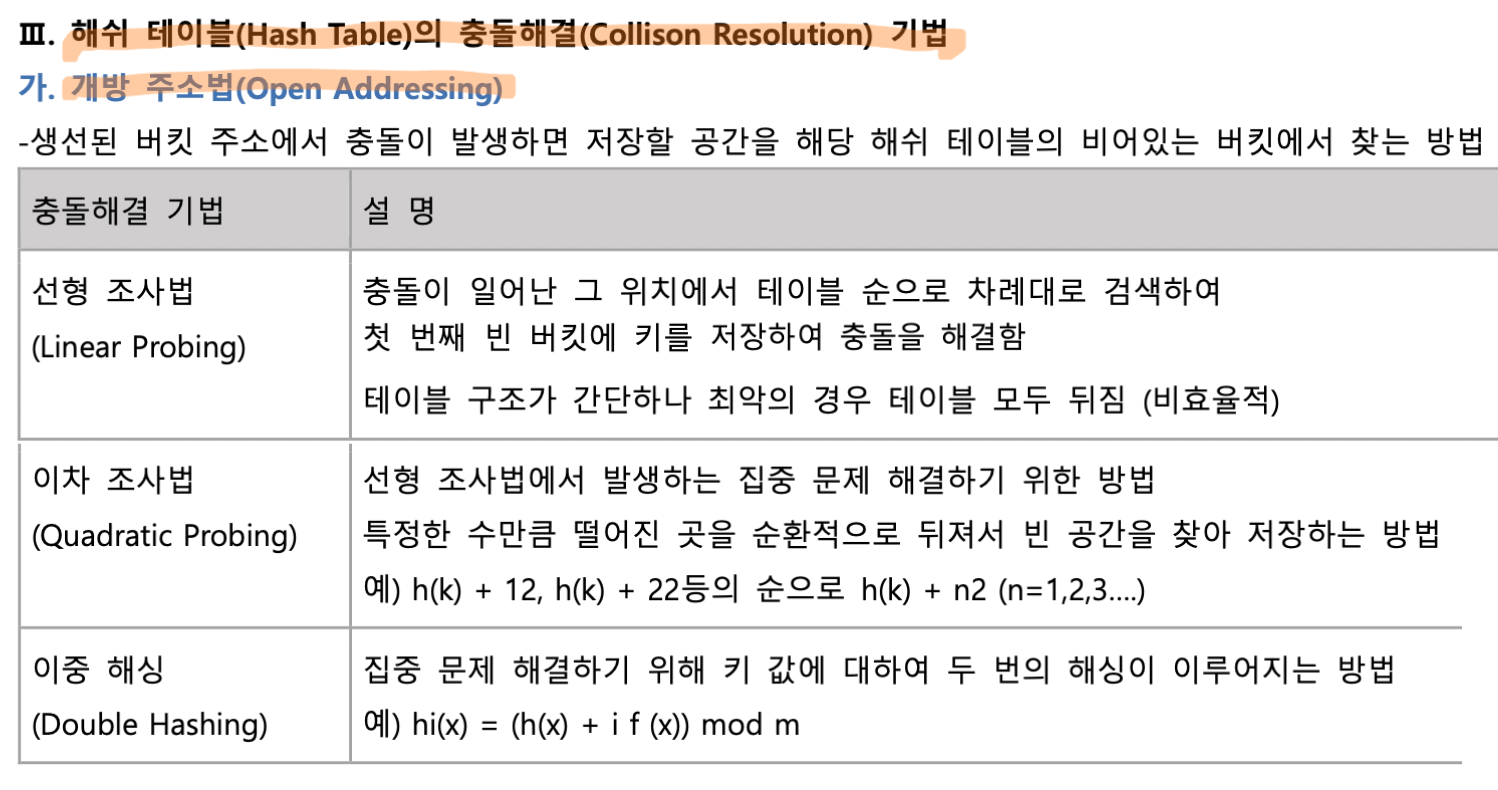 Ⅲ. 해쉬 테이블(Hash Table)의 충돌해결(Collison Resolution) 기법
가. 개방 주소법(Open Addressing)
-생선된 버킷 주소에서 충돌이 발생하면 저장할 공간을 해당 해쉬 테이블의 비어있는 버킷에서 찾는 방법
충돌해결 기법
설 명
선형 조사법
(Linear Probing)
충돌이 일어난 그 위치에서 테이블 순으로 차례대로 검색하여
첫 번째 빈 버킷에 키를 저장하여 충돌을 해결함
테이블 구조가 간단하나 최악의 경우 테이블 모두 뒤짐 (비효율적)
이차 조사법
(Quadratic Probing)
선형 조사법에서 발생하는 집중 문제 해결하기 위한 방법
특정한 수만큼 떨어진 곳을 순환적으로 뒤져서 빈 공간을 찾아 저장하는 방법
예) h(k) + 12, h(k) + 22등의 순으로 h(k) + n2 (n=1,2,3....)
이중 해싱
(Double Hashing)
집중 문제 해결하기 위해 키 값에 대하여 두 번의 해싱이 이루어지는 방법
예) hi(x) = (h(x) + i f (x)) mod m